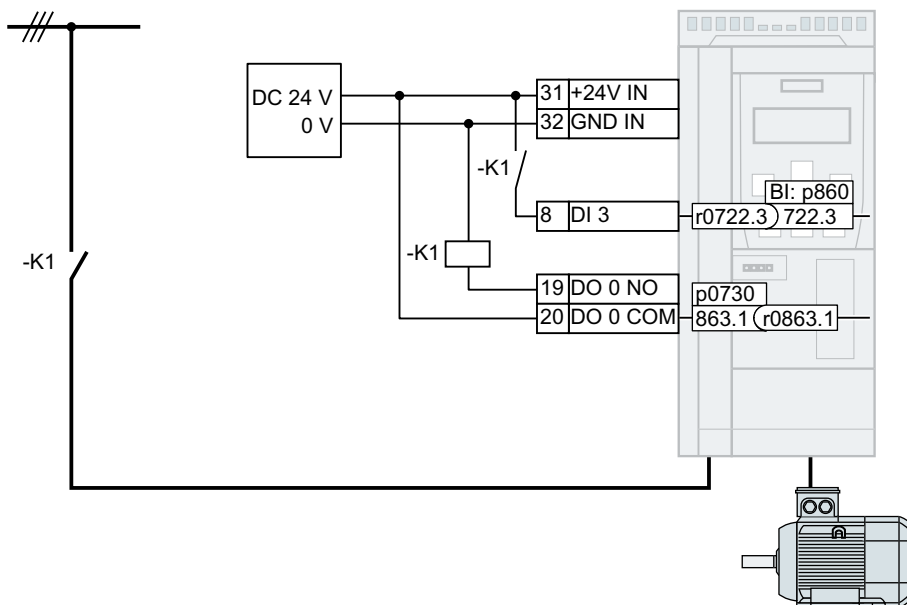 DC 24 V
0 V
31 +24V IN
32 GND IN
-K1
8 DI 3
BI: p860
r0722.3 722.3
-K1
-K1
19 DO 0 NO
20 DO 0 COM
p0730
863.1 r0863.1